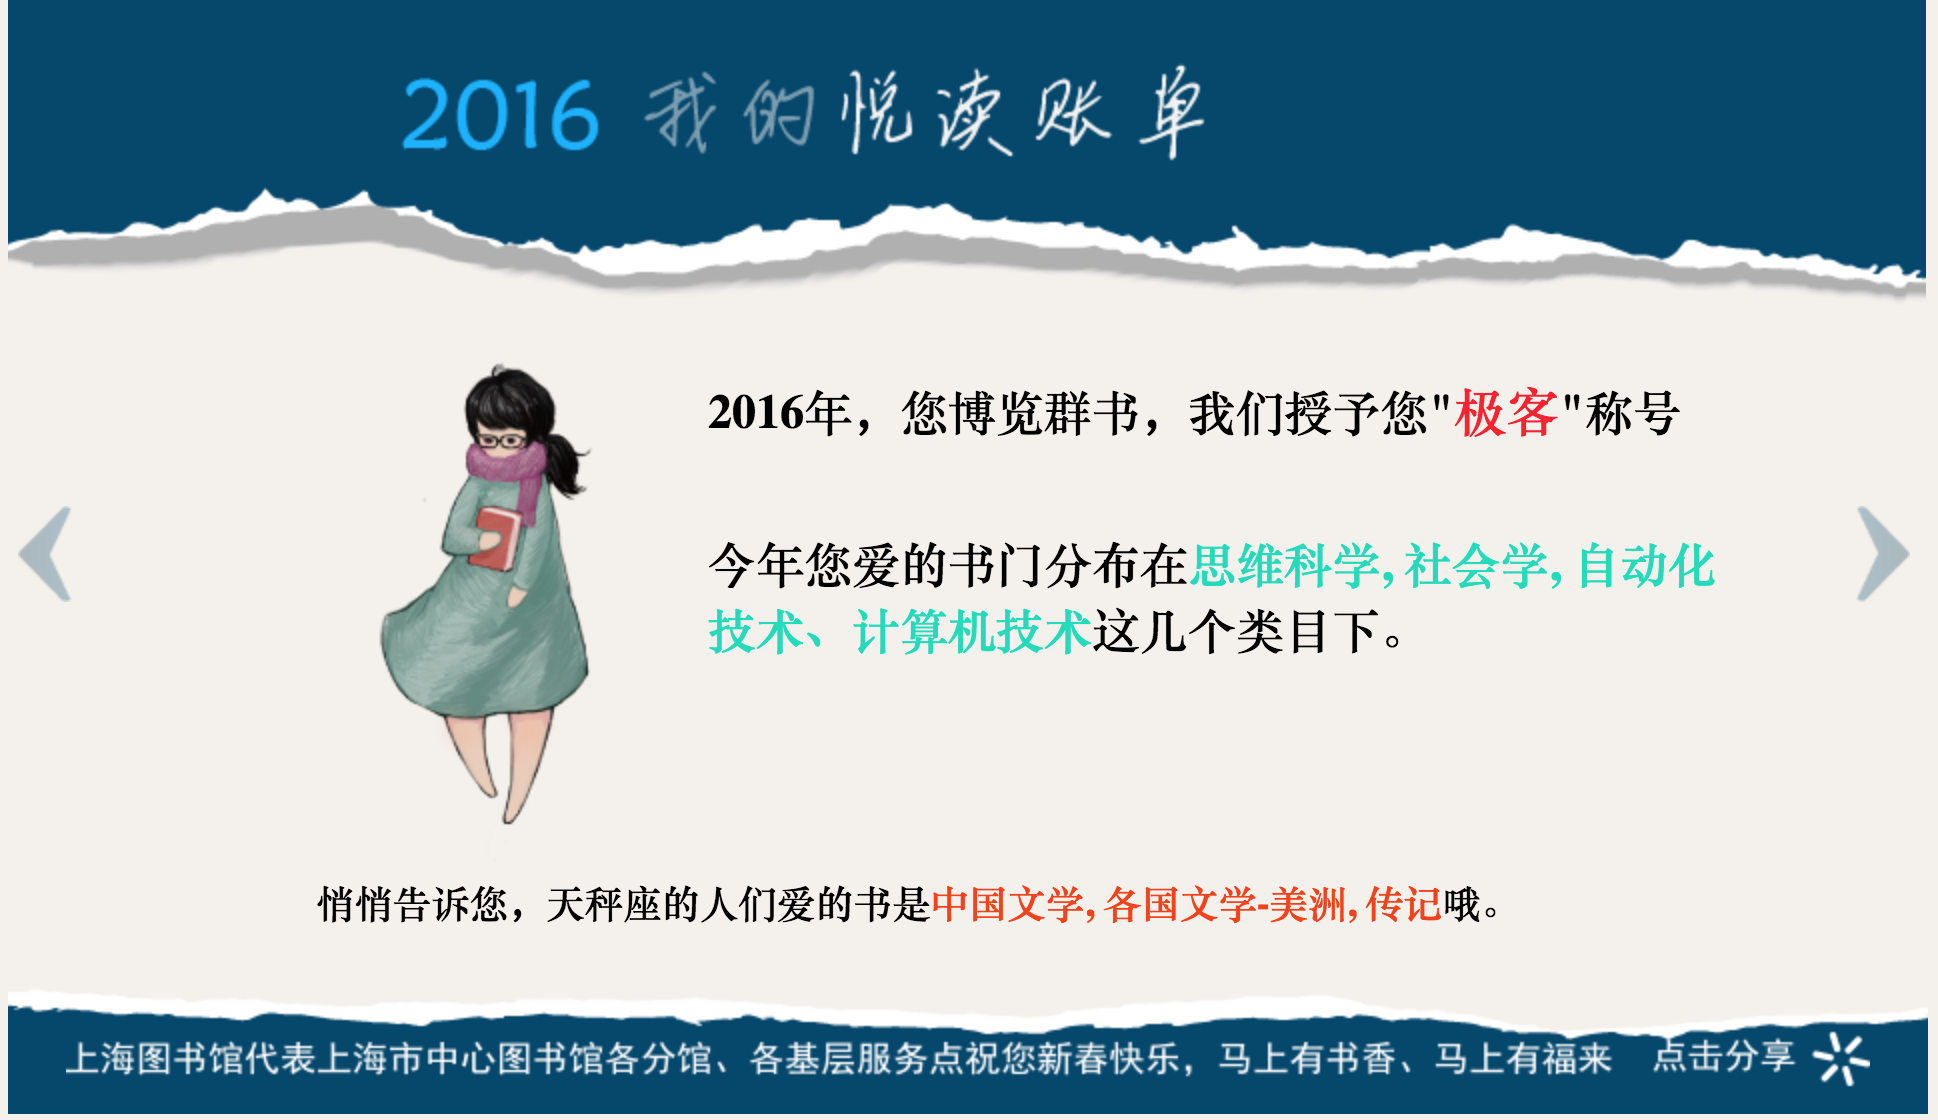 2016 我的悦读账单
2016年，您博览群书，我们授予您"极客"称号
今年您爱的书门分布在思维科学, 社会学, 自动化
技术、计算机技术这几个类目下。
悄悄告诉您，天秤座的人们爱的书是中国文学, 各国文学-美洲, 传记哦。
上海图书馆代表上海市中心图书馆各分馆、各基层服务点祝您新春快乐，马上有书香、马上有福来 点击分享